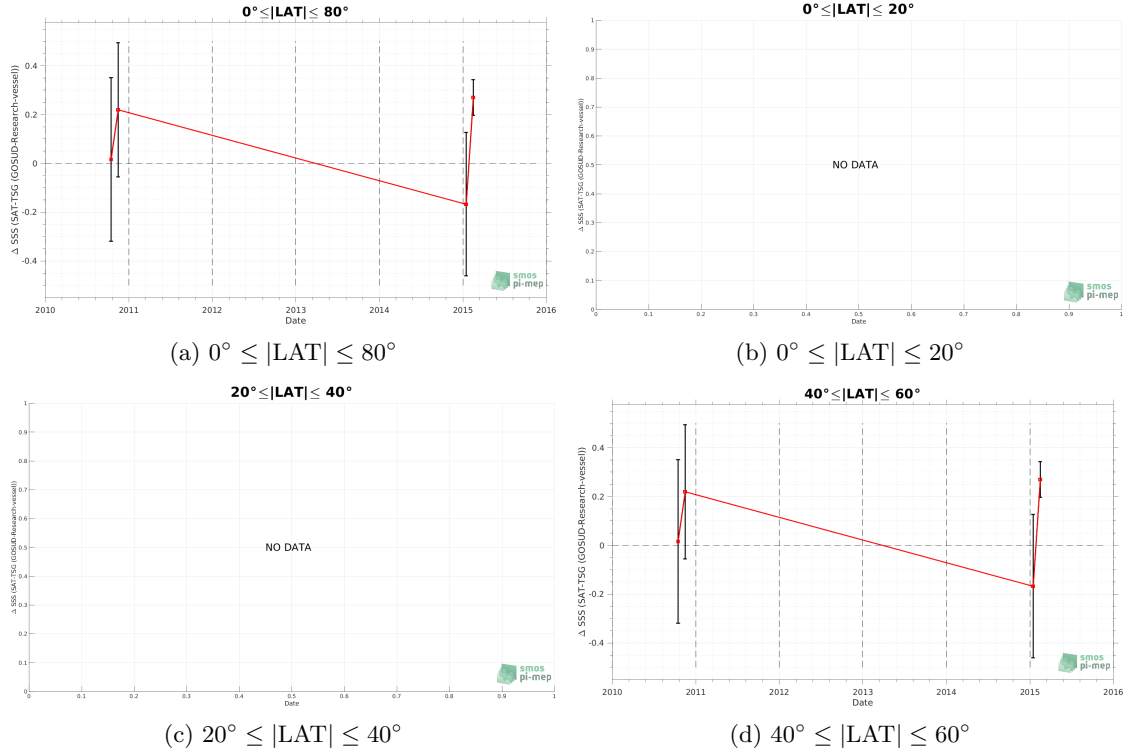 0°≤|LAT|≤ 80°
Δ SSS (SAT-TSG (GOSUD-Research-vessel))
0.4
0.2
0
-0.2
-0.4
2010 2011 2012 2013 2014 2015 2016
Date
smos
pi-mep
(a) 0° ≤ |LAT| ≤ 80°
0°≤|LAT|≤ 20°
Δ SSS (SAT-TSG (GOSUD-Research-vessel))
1
0.9
0.8
0.7
0.6
0.5
0.4
0.3
0.2
0.1
0
NO DATA
0 0.1 0.2 0.3 0.4 0.5 0.6 0.7 0.8 0.9 1
Date
smos
pi-mep
(b) 0° ≤ |LAT| ≤ 20°
20°≤|LAT|≤ 40°
Δ SSS (SAT-TSG (GOSUD-Research-vessel))
1
0.9
0.8
0.7
0.6
0.5
0.4
0.3
0.2
0.1
0
NO DATA
0 0.1 0.2 0.3 0.4 0.5 0.6 0.7 0.8 0.9 1
Date
smos
pi-mep
(c) 20° ≤ |LAT| ≤ 40°
40°≤|LAT|≤ 60°
Δ SSS (SAT-TSG (GOSUD-Research-vessel))
0.4
0.2
0
-0.2
-0.4
2010 2011 2012 2013 2014 2015 2016
Date
smos
pi-mep
(d) 40° ≤ |LAT| ≤ 60°